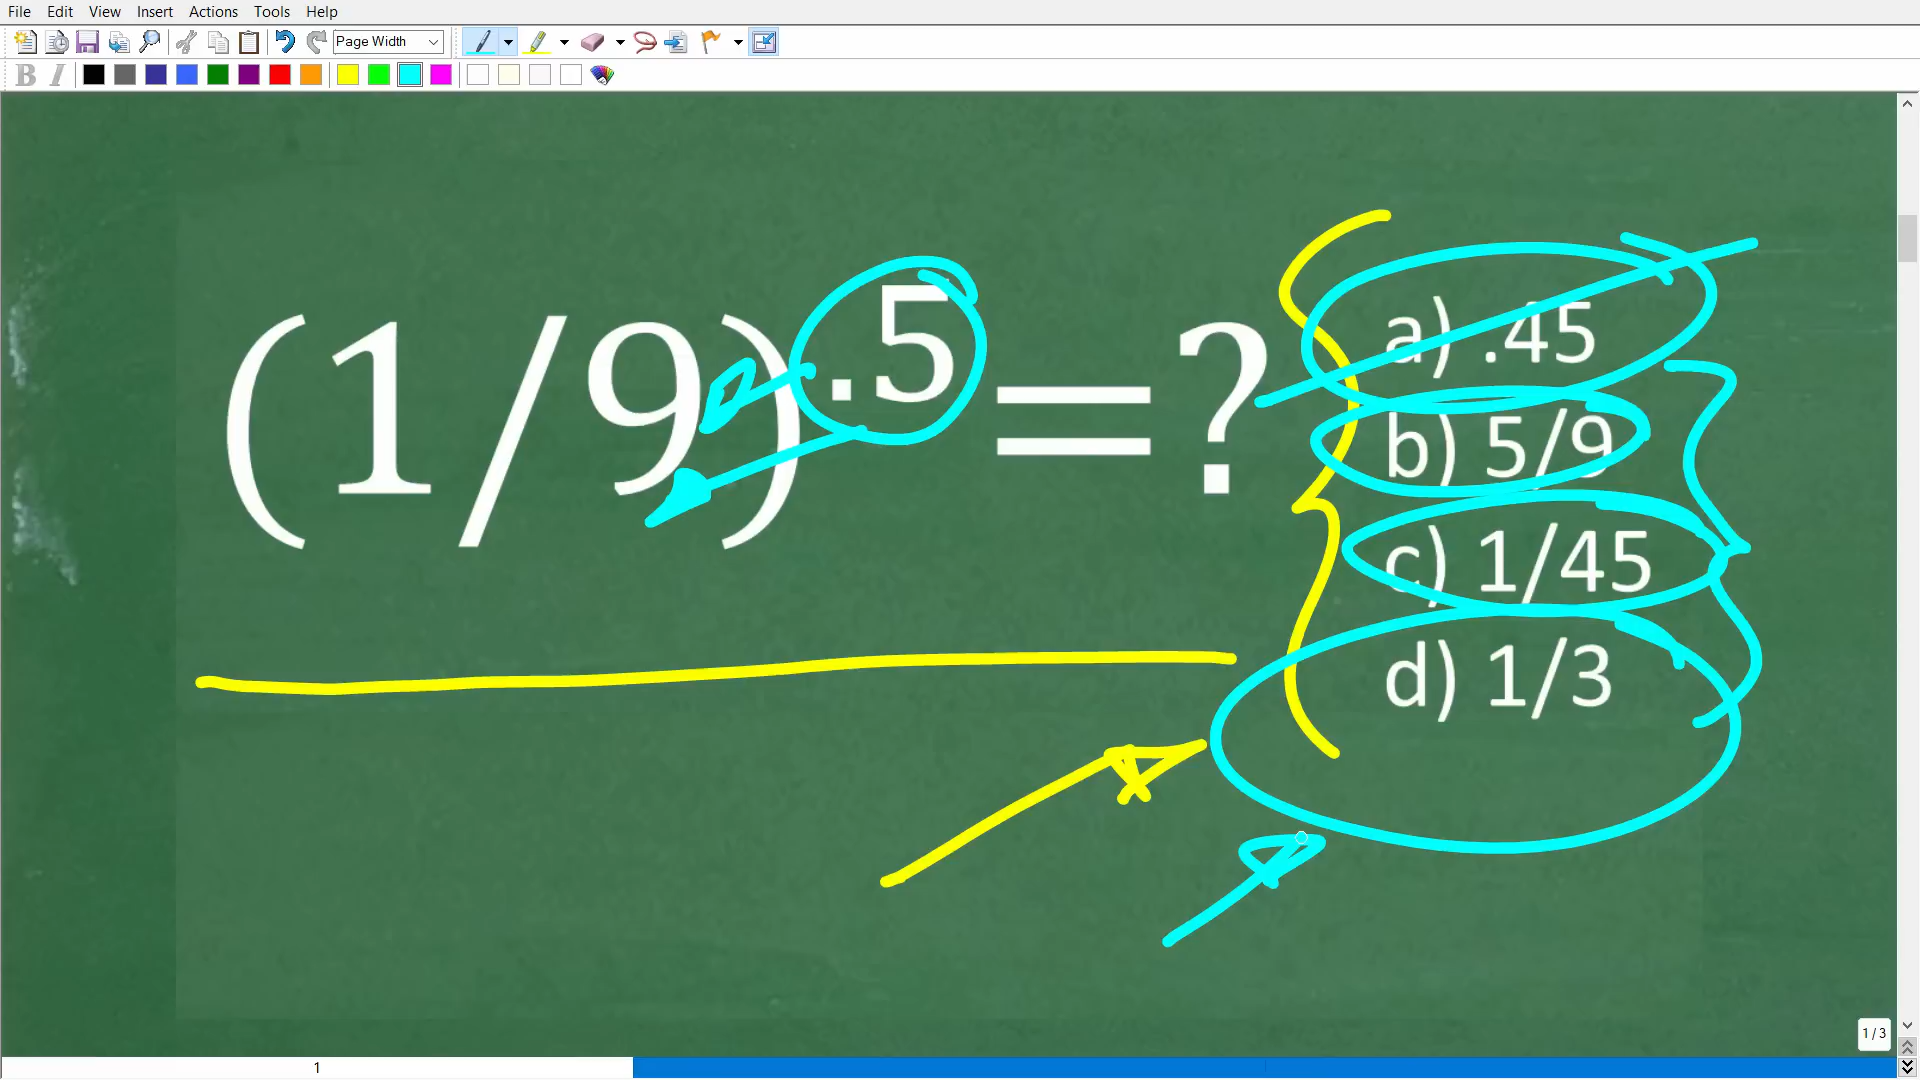 File Edit View Insert Actions Tools Help
Page Width
B I
(1/9)^.5 = ?
a) .45
b) 5/9
c) 1/45
d) 1/3
1 / 3
1